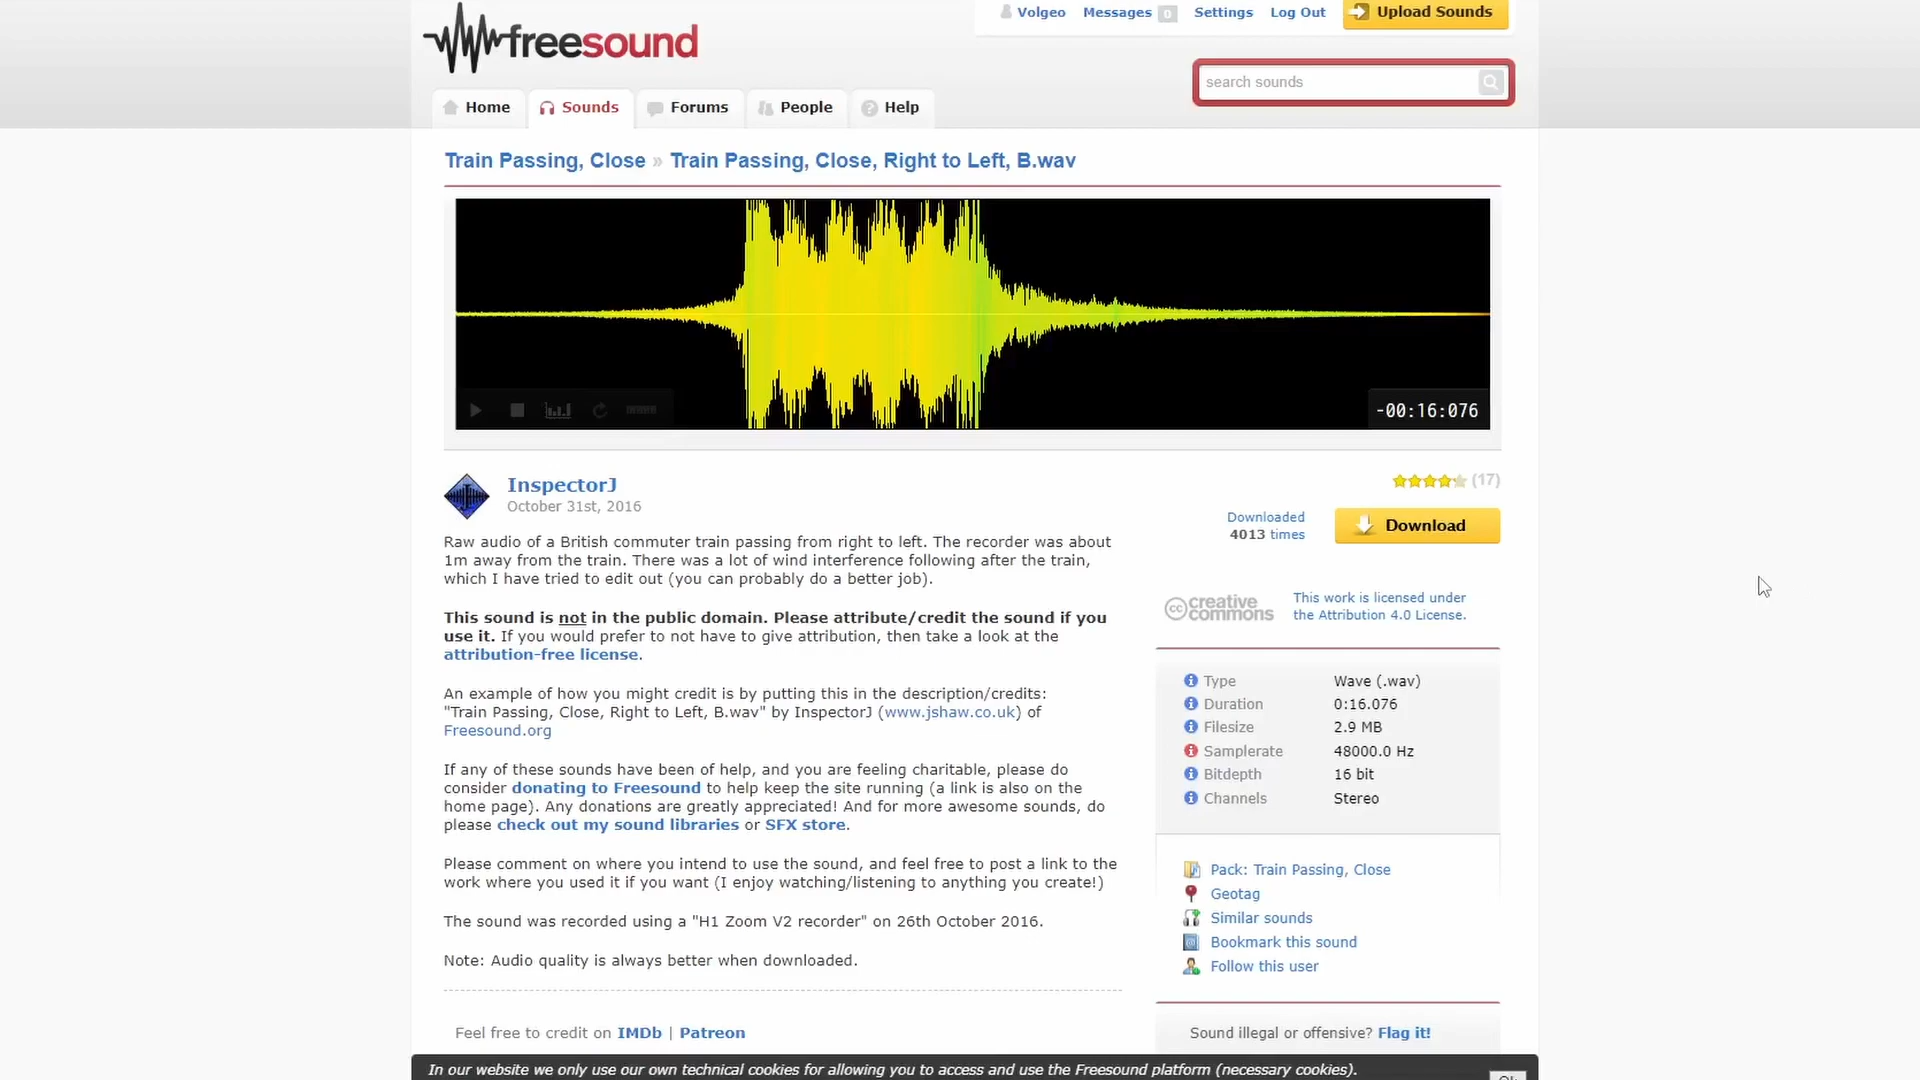 Volgeo Messages 0 Settings Log Out Upload Sounds
freesound
search sounds
Home Sounds Forums People Help
Train Passing, Close » Train Passing, Close, Right to Left, B.wav
-00:16:076
InspectorJ
October 31st, 2016
(17)
Downloaded
4013 times
Download
Raw audio of a British commuter train passing from right to left. The recorder was about
1m away from the train. There was a lot of wind interference following after the train,
which I have tried to edit out (you can probably do a better job).
This sound is not in the public domain. Please attribute/credit the sound if you
use it. If you would prefer to not have to give attribution, then take a look at the
attribution-free license.
An example of how you might credit is by putting this in the description/credits:
"Train Passing, Close, Right to Left, B.wav" by InspectorJ (www.jshaw.co.uk) of
Freesound.org
If any of these sounds have been of help, and you are feeling charitable, please do
consider donating to Freesound to help keep the site running (a link is also on the
home page). Any donations are greatly appreciated! And for more awesome sounds, do
please check out my sound libraries or SFX store.
Please comment on where you intend to use the sound, and feel free to post a link to the
work where you used it if you want (I enjoy watching/listening to anything you create!)
The sound was recorded using a "H1 Zoom V2 recorder" on 26th October 2016.
Note: Audio quality is always better when downloaded.
Feel free to credit on IMDb | Patreon
cc creative commons
This work is licensed under
the Attribution 4.0 License.
Type Wave (.wav)
Duration 0:16.076
Filesize 2.9 MB
Samplerate 48000.0 Hz
Bitdepth 16 bit
Channels Stereo
Pack: Train Passing, Close
Geotag
Similar sounds
Bookmark this sound
Follow this user
Sound illegal or offensive? Flag it!
In our website we only use our own technical cookies for allowing you to access and use the Freesound platform (necessary cookies).